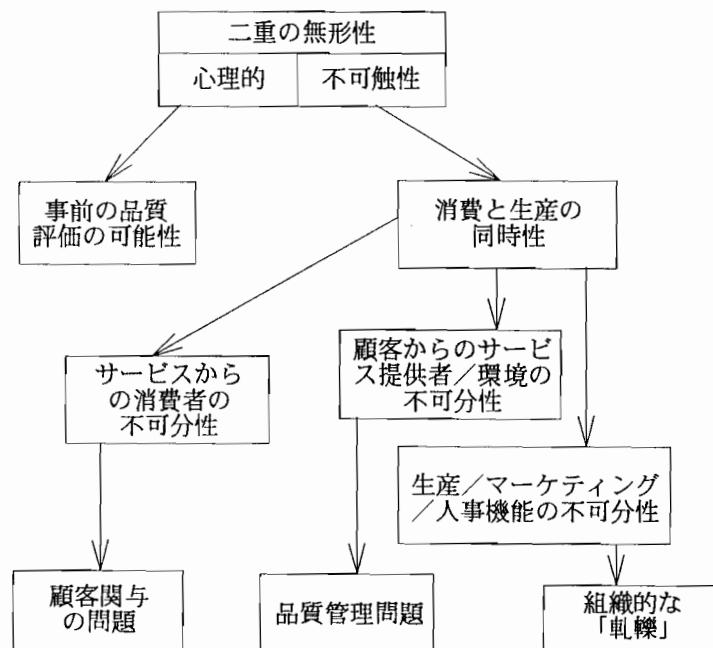 二重の無形性
心理的
不可触性
事前の品質
評価の可能性
消費と生産の
同時性
サービスから
の消費者の
不可分性
顧客からのサービ
ス提供者／環境の
不可分性
生産／マーケティング
／人事機能の不可分性
顧客関与
の問題
品質管理問題
組織的な
「軋轢」